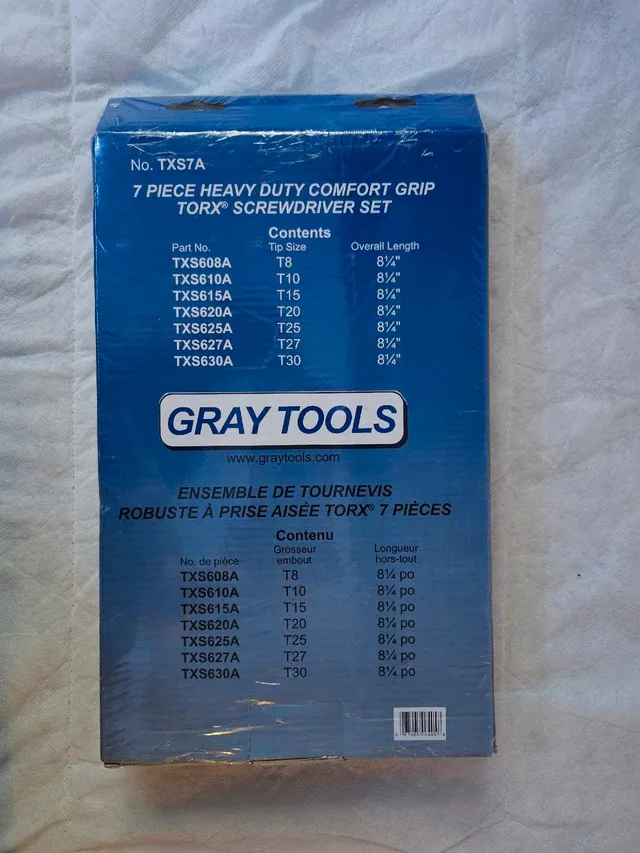 No. TXS7A
7 PIECE HEAVY DUTY COMFORT GRIP
TORX® SCREWDRIVER SET
Contents
Part No. Tip Size Overall Length
TXS608A T8 8¼"
TXS610A T10 8¼"
TXS615A T15 8¼"
TXS620A T20 8¼"
TXS625A T25 8¼"
TXS627A T27 8¼"
TXS630A T30 8¼"
GRAY TOOLS
www.graytools.com
ENSEMBLE DE TOURNEVIS
ROBUSTE À PRISE AISÉE TORX® 7 PIÈCES
Contenu
No. de pièce Grosseur embout Longueur hors-tout
TXS608A T8 8¼ po
TXS610A T10 8¼ po
TXS615A T15 8¼ po
TXS620A T20 8¼ po
TXS625A T25 8¼ po
TXS627A T27 8¼ po
TXS630A T30 8¼ po